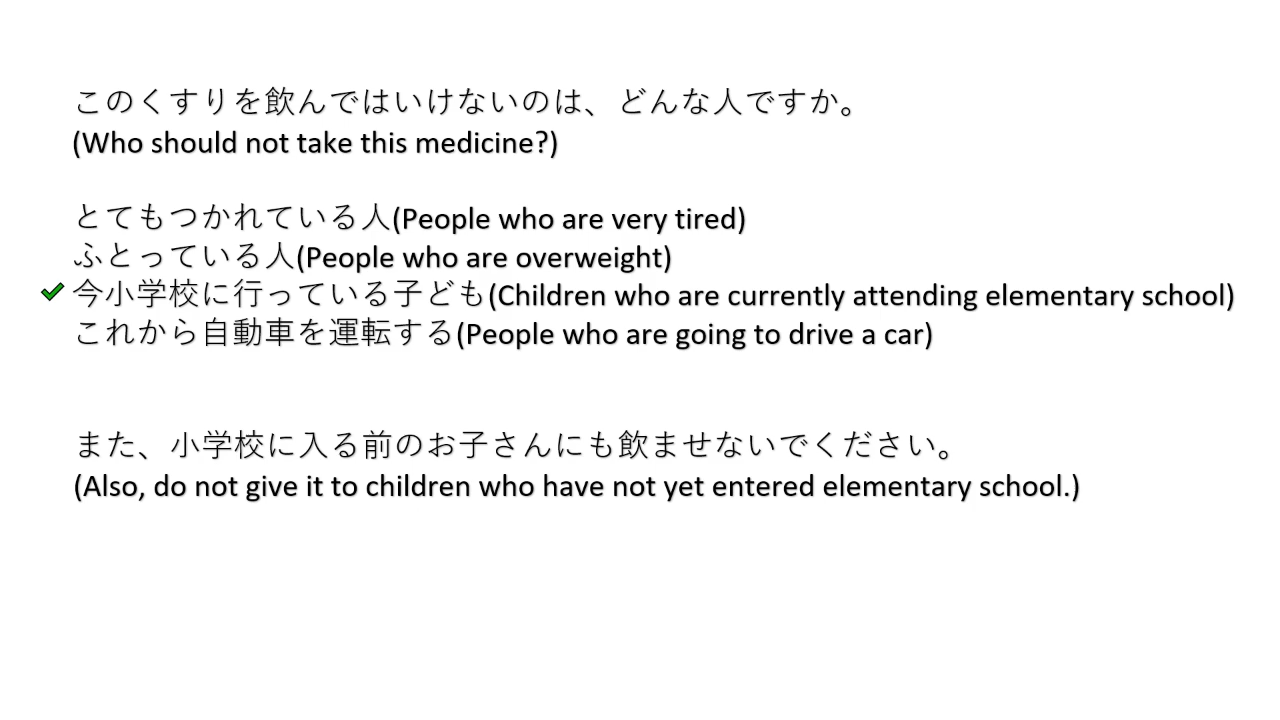 このくすりを飲んではいけないのは、どんな人ですか。
(Who should not take this medicine?)
とてもつかれている人(People who are very tired)
ふとっている人(People who are overweight)
今小学校に行っている子ども(Children who are currently attending elementary school)
これから自動車を運転する(People who are going to drive a car)
また、小学校に入る前のお子さんにも飲ませないでください。
(Also, do not give it to children who have not yet entered elementary school.)